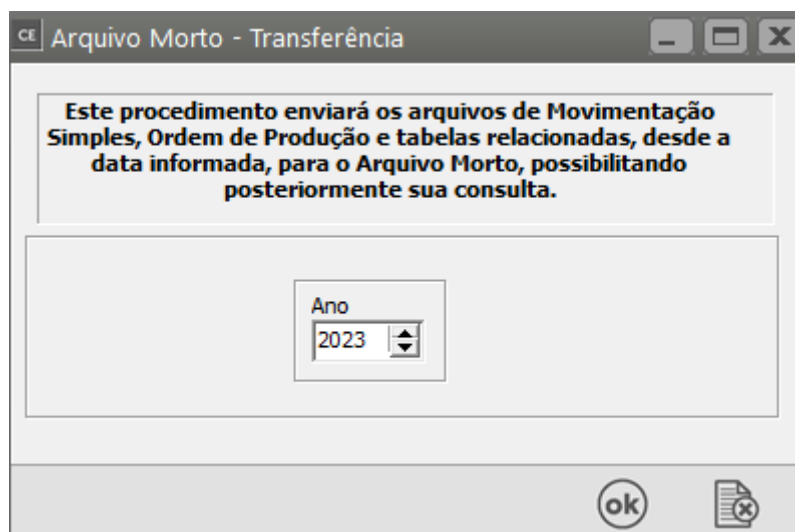 CE Arquivo Morto - Transferência
Este procedimento enviará os arquivos de Movimentação
Simples, Ordem de Produção e tabelas relacionadas, desde a
data informada, para o Arquivo Morto, possibilitando
posteriormente sua consulta.
Ano
2023
ok